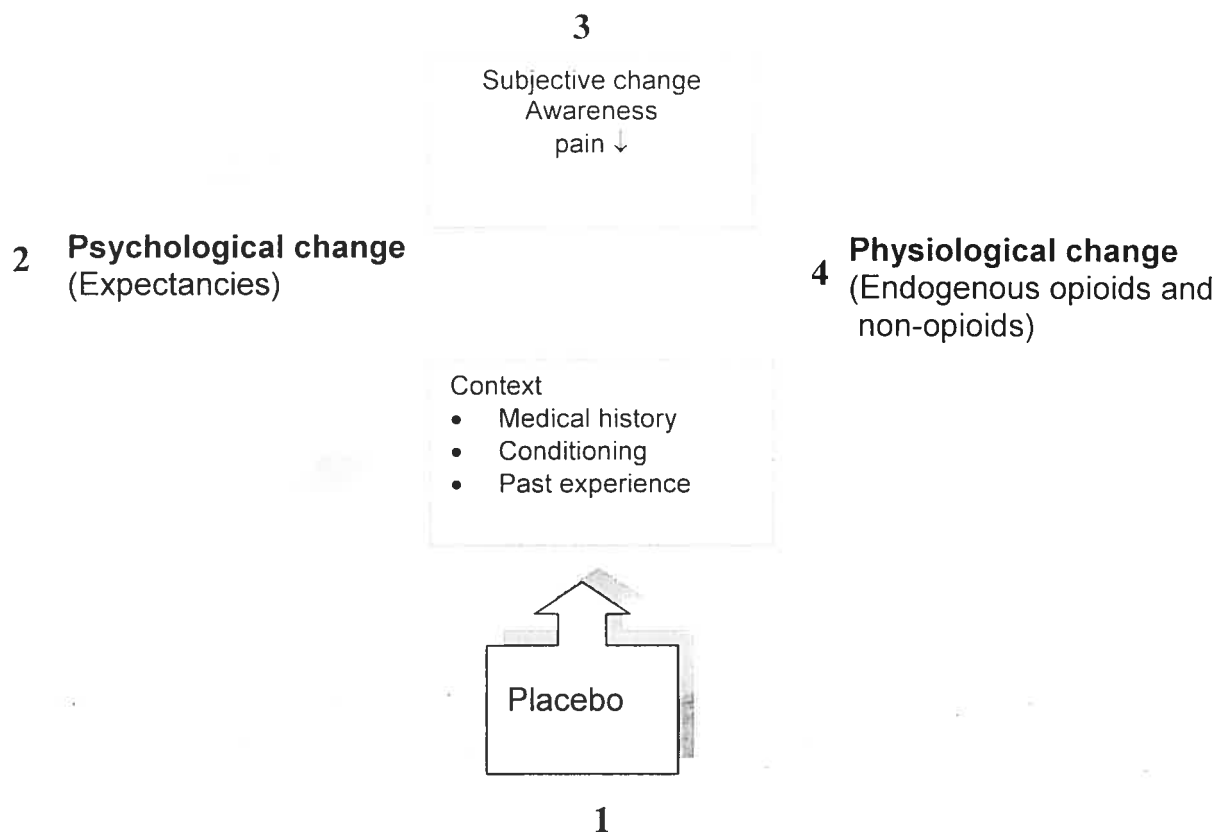 3
Subjective change
Awareness
pain ↓
2 Psychological change
(Expectancies)
4 Physiological change
(Endogenous opioids and
non-opioids)
Context
• Medical history
• Conditioning
• Past experience
Placebo
1